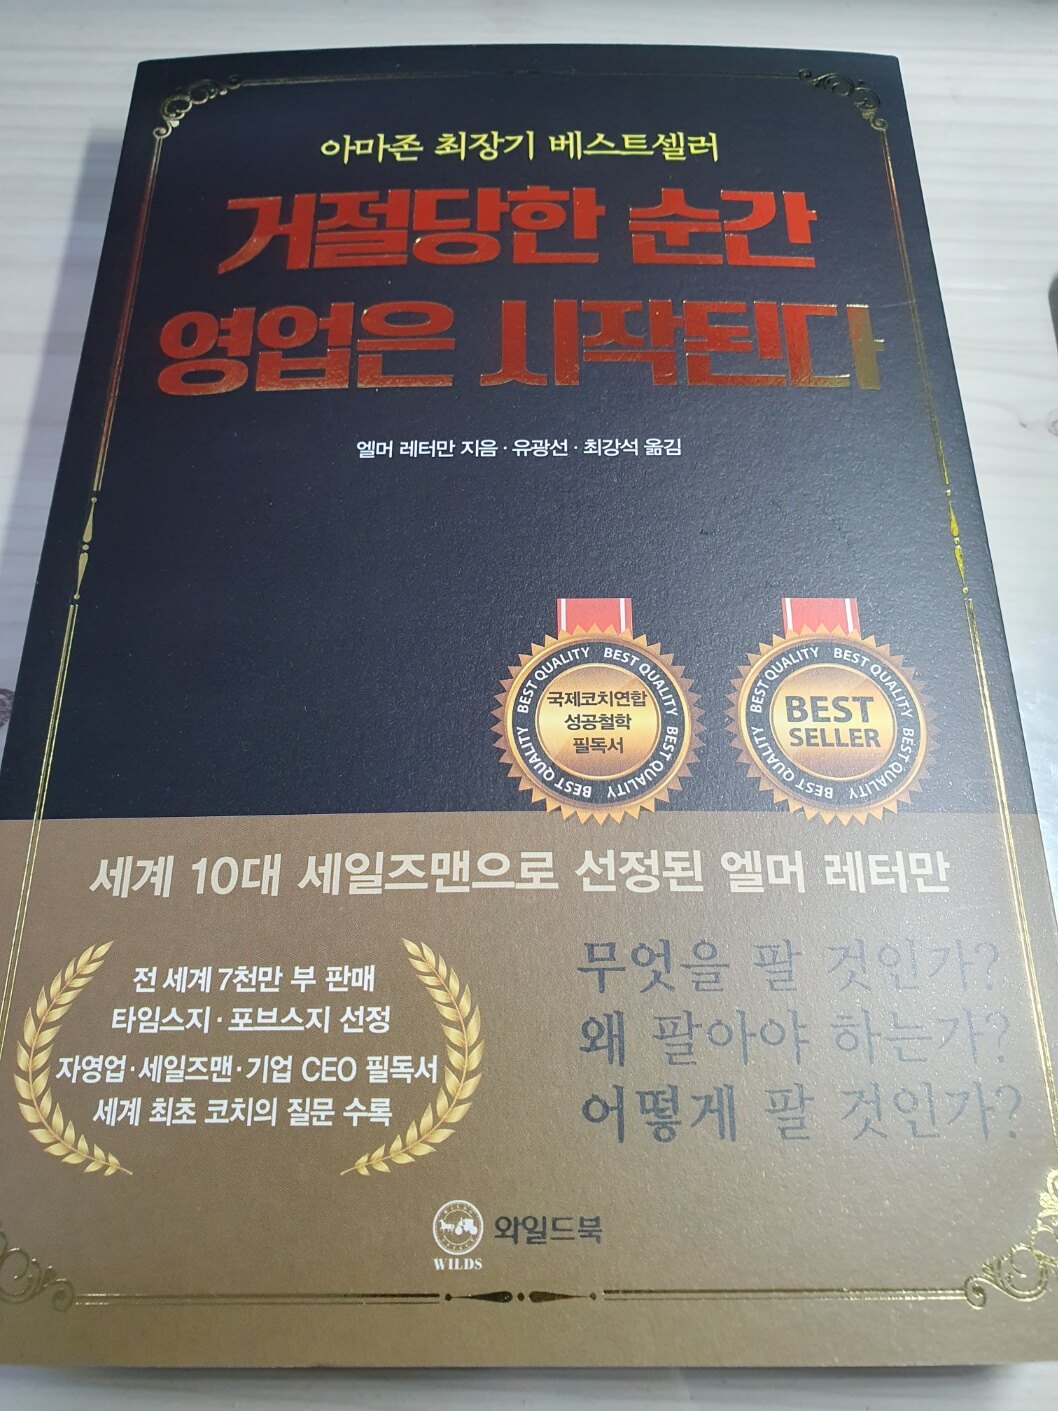 아마존 최장기 베스트셀러
거절당한 순간
영업은 시작된다
엘머 레터만 지음·유광선·최강석 옮김
BEST QUALITY BEST QUALITY BEST QUALITY BEST QUALITY
국제코치연합
성공철학
필독서
BEST QUALITY BEST QUALITY BEST QUALITY BEST QUALITY
BEST
SELLER
세계 10대 세일즈맨으로 선정된 엘머 레터만
전 세계 7천만 부 판매
타임스지·포브스지 선정
자영업·세일즈맨·기업 CEO 필독서
세계 최초 코치의 질문 수록
무엇을 팔 것인가?
왜 팔아야 하는가?
어떻게 팔 것인가?
와일드북
WILDS